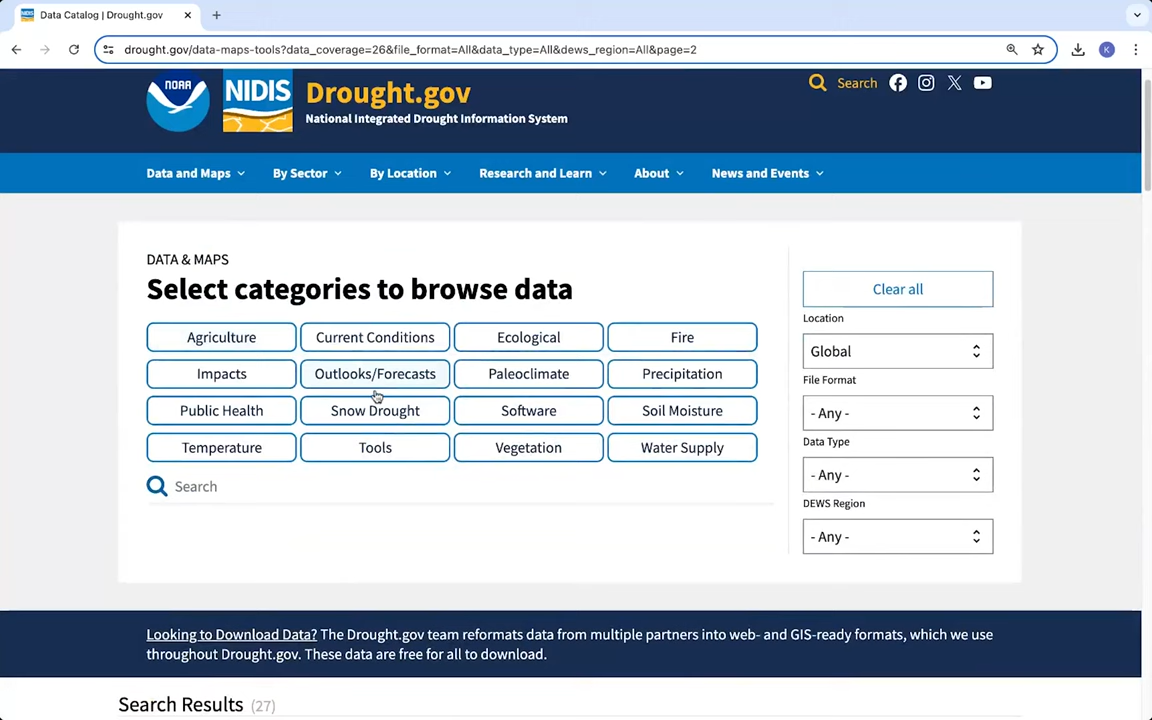 Data Catalog | Drought.gov
drought.gov/data-maps-tools?data_coverage=26&file_format=All&data_type=All&dews_region=All&page=2
K
NOAA
NIDIS
Drought.gov
National Integrated Drought Information System
Search
Data and Maps
By Sector
By Location
Research and Learn
About
News and Events
DATA & MAPS
Select categories to browse data
Agriculture
Current Conditions
Ecological
Fire
Impacts
Outlooks/Forecasts
Paleoclimate
Precipitation
Public Health
Snow Drought
Software
Soil Moisture
Temperature
Tools
Vegetation
Water Supply
Search
Clear all
Location
Global
File Format
- Any -
Data Type
- Any -
DEWS Region
- Any -
Looking to Download Data? The Drought.gov team reformats data from multiple partners into web- and GIS-ready formats, which we use
throughout Drought.gov. These data are free for all to download.
Search Results (27)